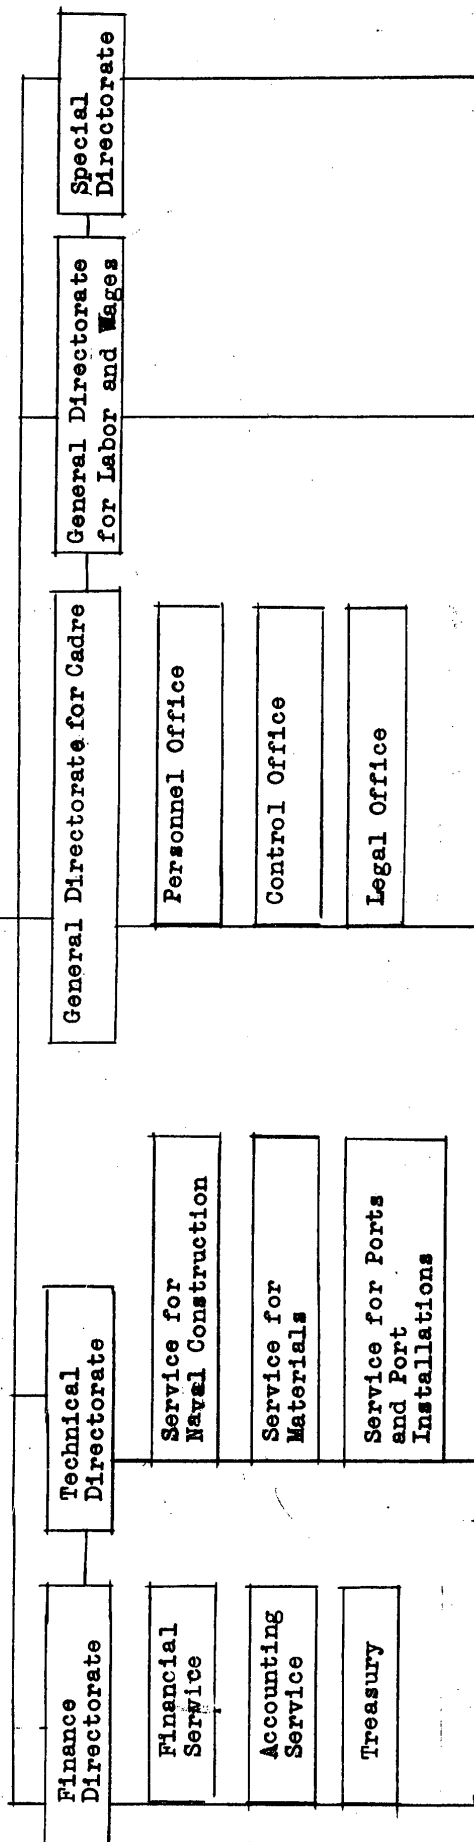 Finance
Directorate
Financial
Service
Accounting
Service
Treasury
Technical
Directorate
Service for
Naval Construction
Service for
Materials
Service for Ports
and Port
Installations
General Directorate for Cadre
Personnel Office
Control Office
Legal Office
General Directorate
for Labor and Wages
Special
Directorate